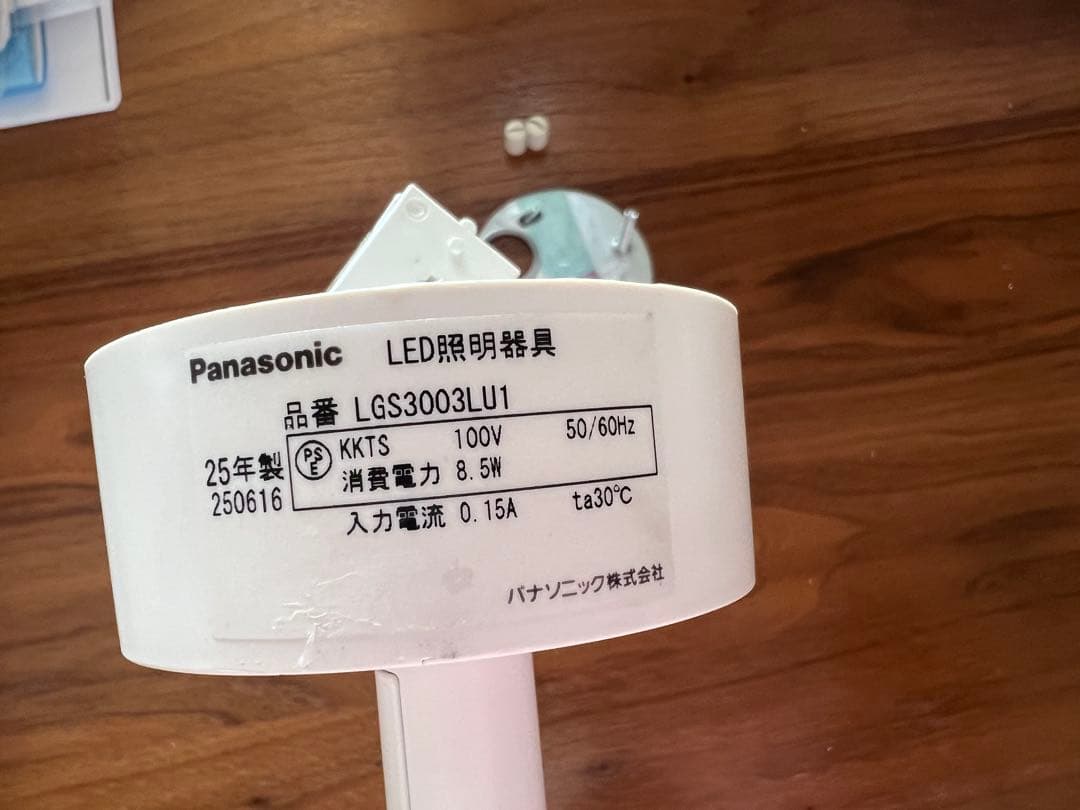 Panasonic LED照明器具
品番 LGS3003LU1
25年製 PSE KKTS 100V 50/60Hz
250616 消費電力 8.5W
入力電流 0.15A ta30℃
パナソニック株式会社